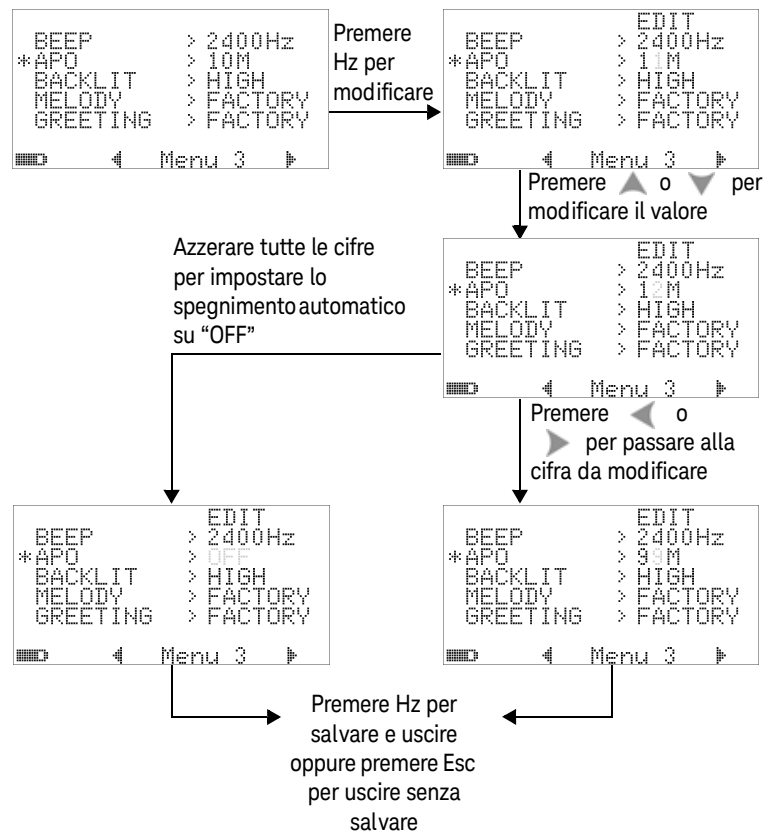 BEEP > 2400Hz
*APO > 10M
BACKLIT > HIGH
MELODY > FACTORY
GREETING > FACTORY
Menu 3
Premere
Hz per
modificare
EDIT
BEEP > 2400Hz
*APO > 11M
BACKLIT > HIGH
MELODY > FACTORY
GREETING > FACTORY
Menu 3
Premere o per
modificare il valore
Azzerare tutte le cifre
per impostare lo
spegnimento automatico
su “OFF”
EDIT
BEEP > 2400Hz
*APO > 12M
BACKLIT > HIGH
MELODY > FACTORY
GREETING > FACTORY
Menu 3
Premere o
per passare alla
cifra da modificare
EDIT
BEEP > 2400Hz
*APO > OFF
BACKLIT > HIGH
MELODY > FACTORY
GREETING > FACTORY
Menu 3
EDIT
BEEP > 2400Hz
*APO > 99M
BACKLIT > HIGH
MELODY > FACTORY
GREETING > FACTORY
Menu 3
Premere Hz per
salvare e uscire
oppure premere Esc
per uscire senza
salvare